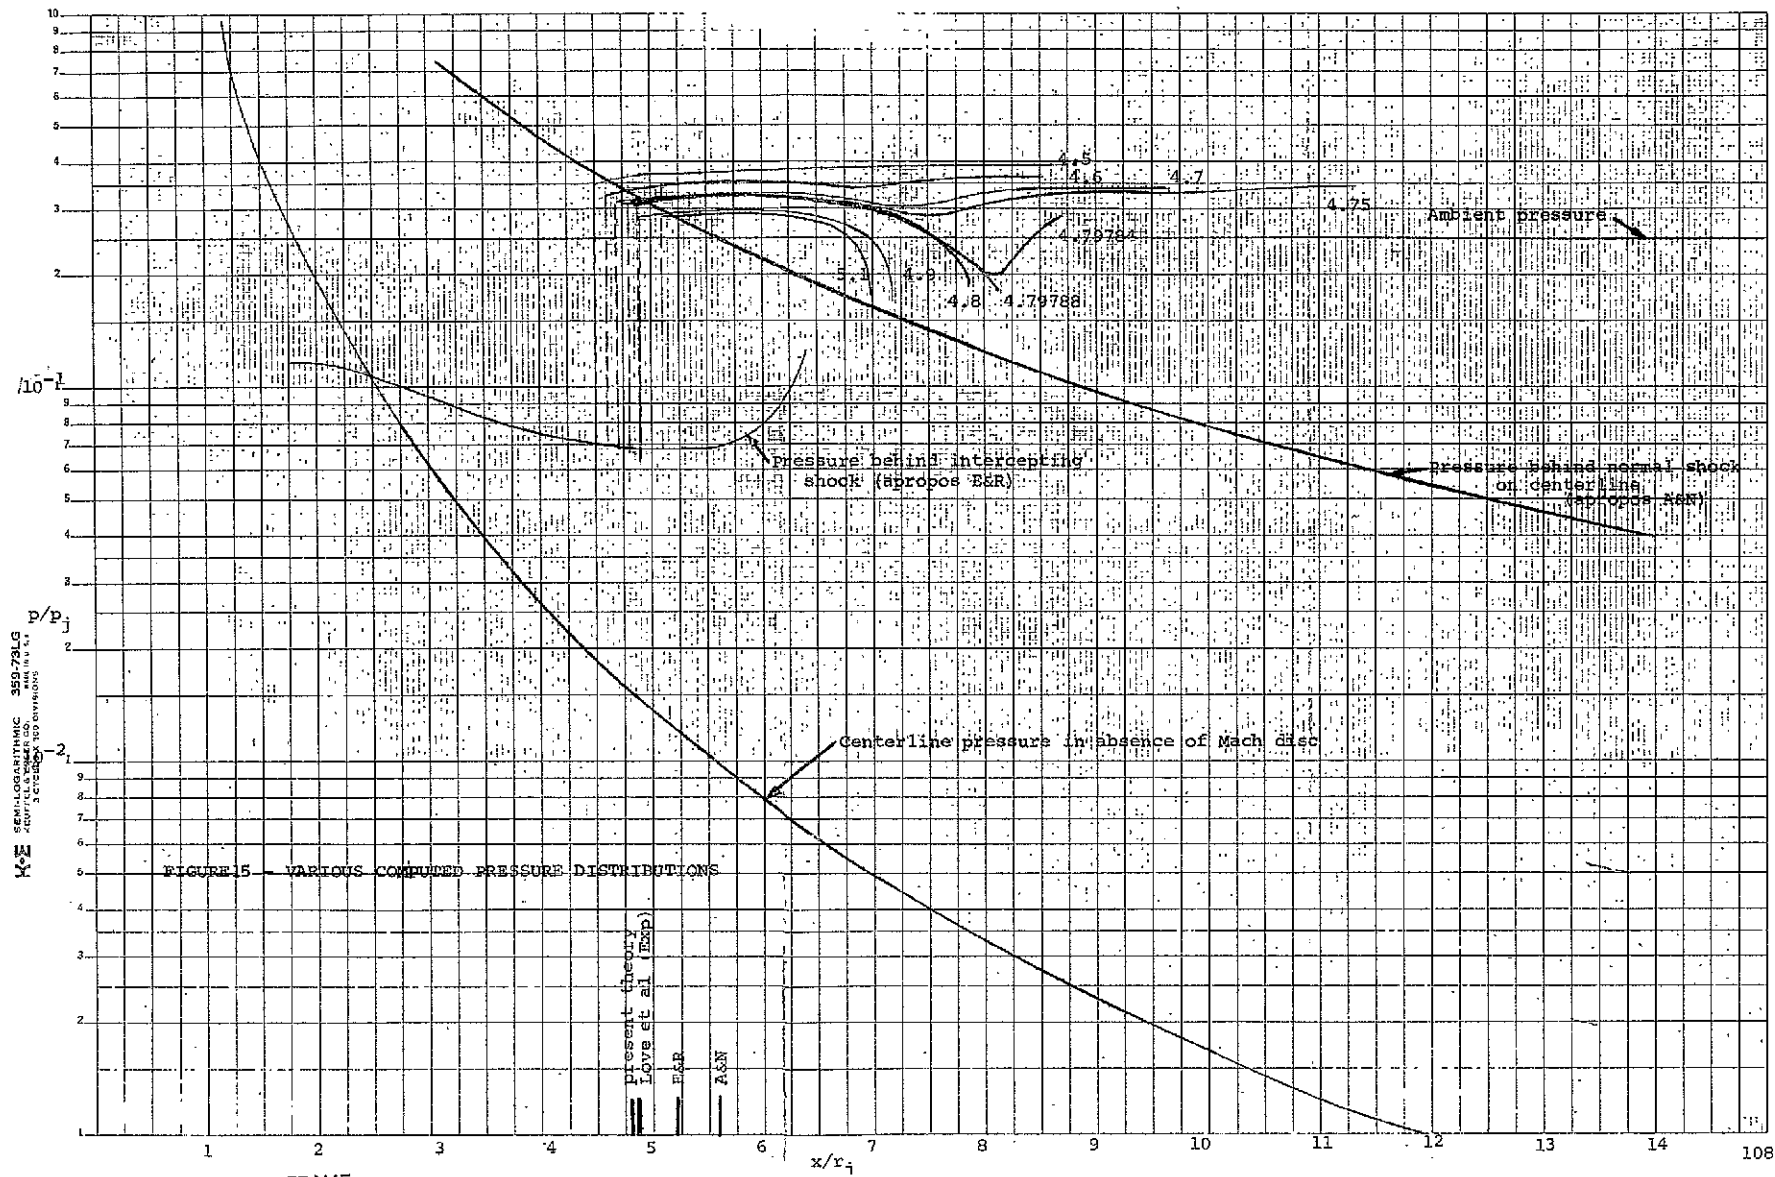 10
9
8
7
6
5
4
3
2
/10-1
9
8
7
6
5
4
3
2
10-2
9
8
7
6
5
4
3
2
1
p/pj
4.5
4.6
4.7
4.75
4.79784
5.1
4.9
4.8
4.79788
Ambient pressure
Pressure behind intercepting
shock (apropos E&R)
Pressure behind normal shock
on centerline
(apropos A&N)
Centerline pressure in absence of Mach disc
FIGURE 15 - VARIOUS COMPUTED PRESSURE DISTRIBUTIONS
present theory
Love et al (Exp)
E&R
A&N
1 2 3 4 5 6 7 8 9 10 11 12 13 14
x/rj
108
K•E SEMI-LOGARITHMIC 359-73LG